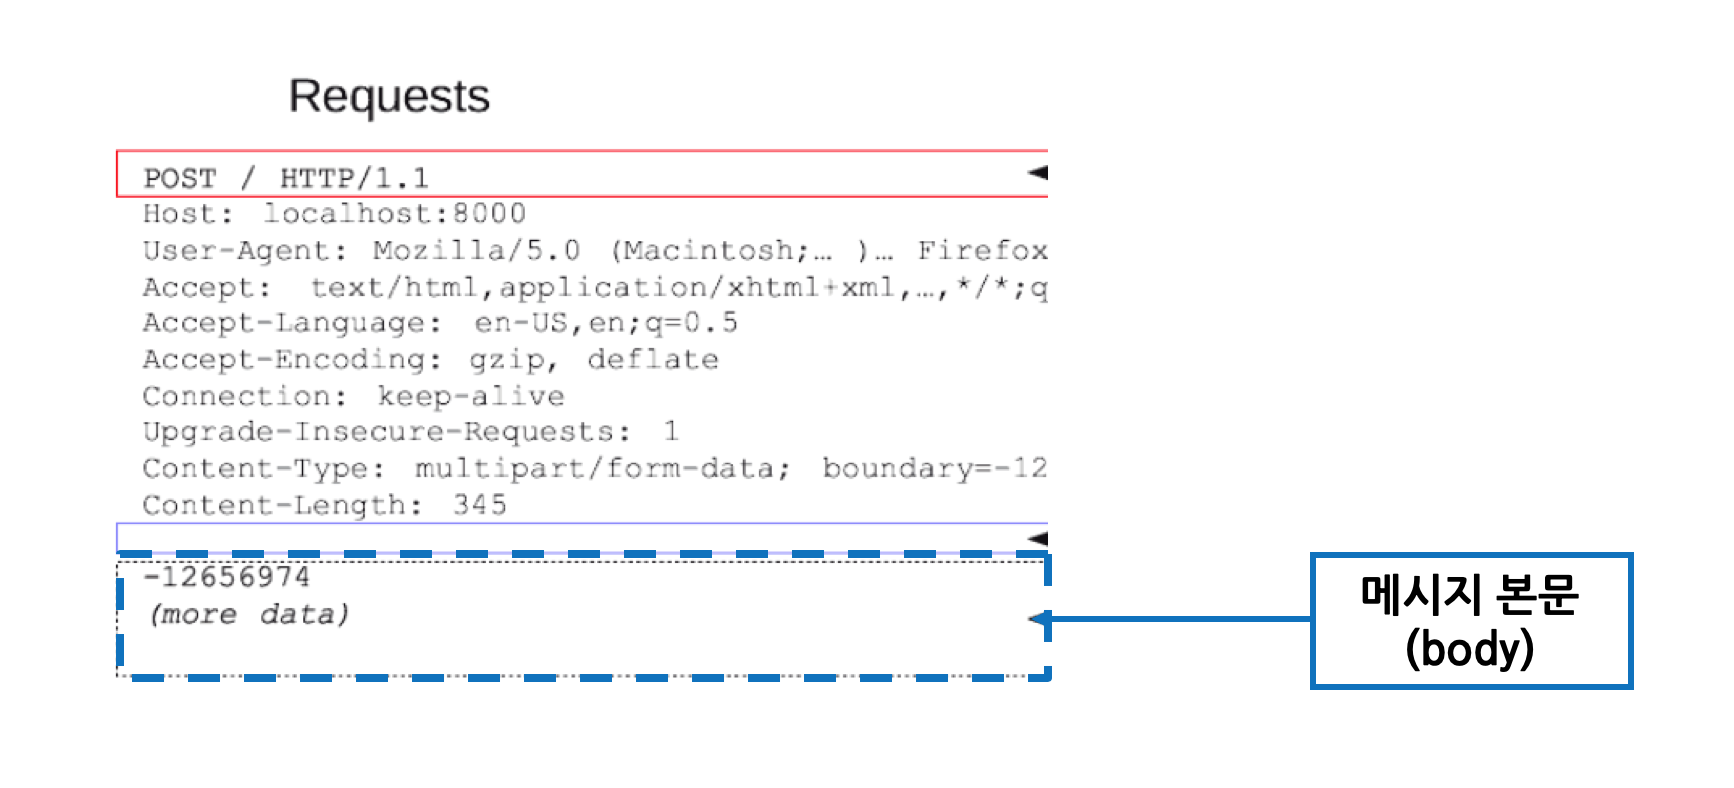 Requests
POST / HTTP/1.1
Host: localhost:8000
User-Agent: Mozilla/5.0 (Macintosh;… )… Firefox
Accept: text/html,application/xhtml+xml,…,*/*;q
Accept-Language: en-US,en;q=0.5
Accept-Encoding: gzip, deflate
Connection: keep-alive
Upgrade-Insecure-Requests: 1
Content-Type: multipart/form-data; boundary=-12
Content-Length: 345
-12656974
(more data)
메시지 본문
(body)